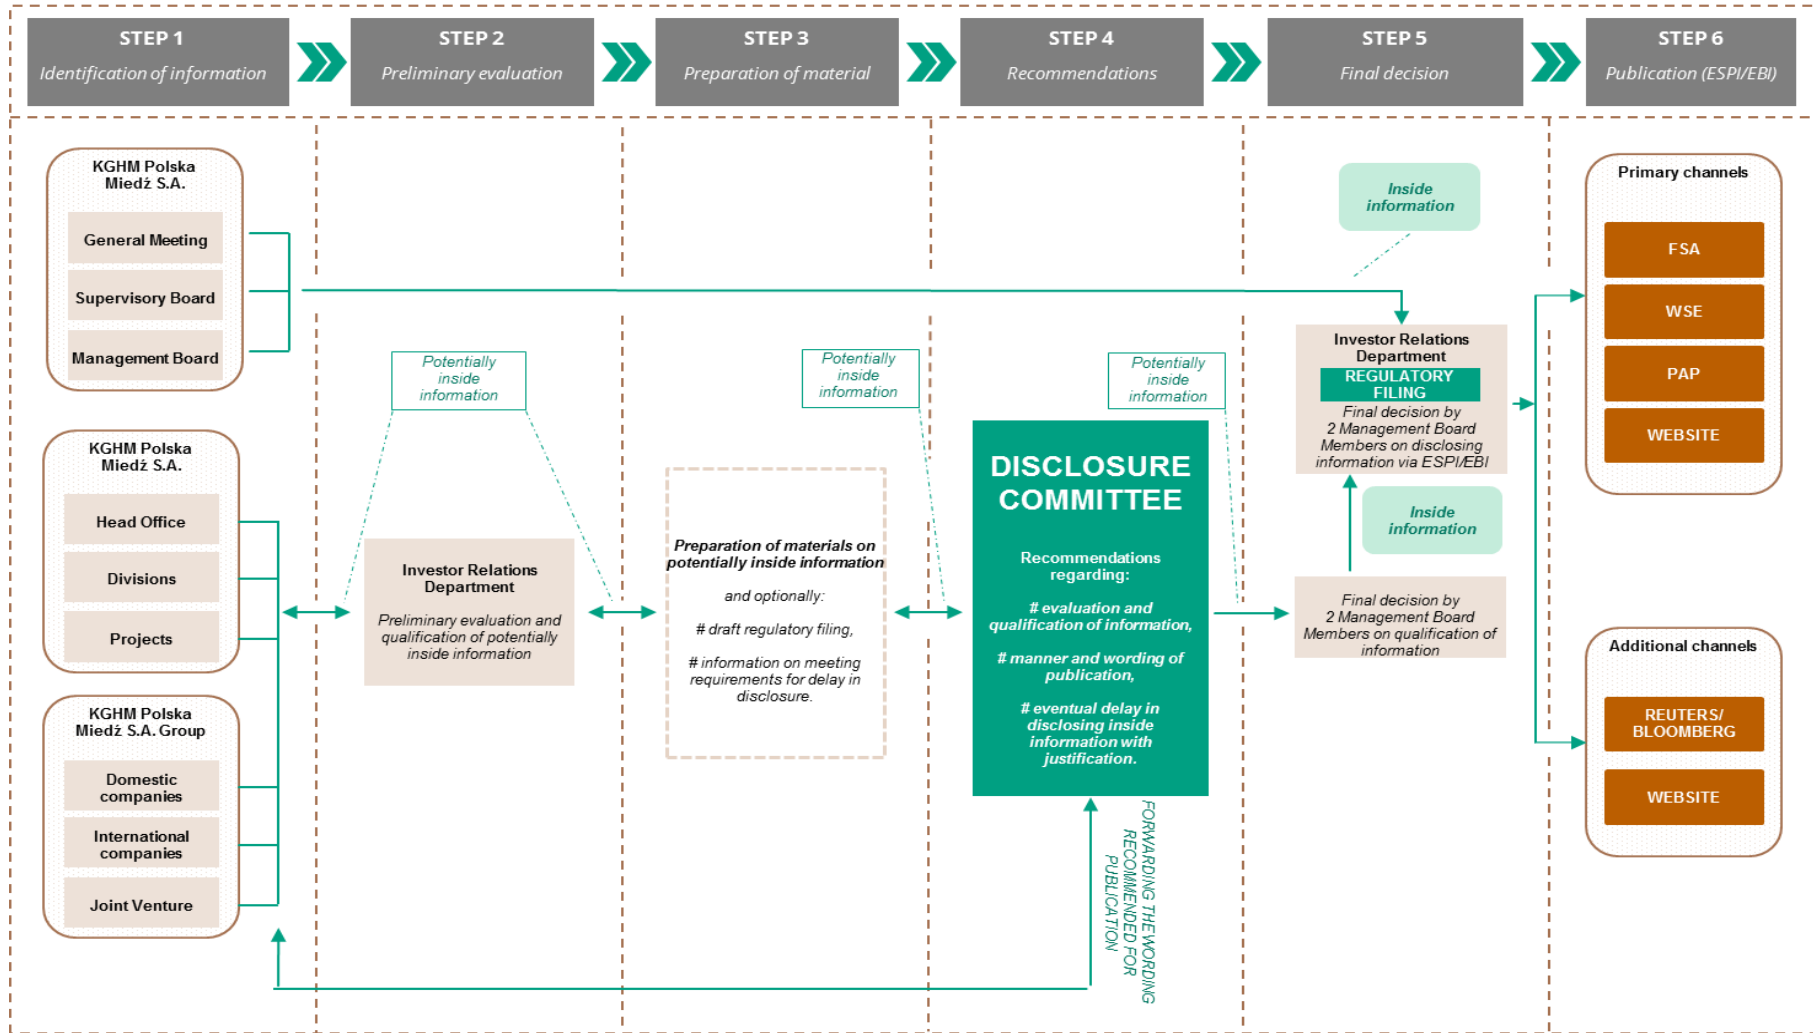 STEP 1
Identification of information
STEP 2
Preliminary evaluation
STEP 3
Preparation of material
STEP 4
Recommendations
STEP 5
Final decision
STEP 6
Publication (ESPI/EBI)
KGHM Polska
Miedź S.A.
General Meeting
Supervisory Board
Management Board
KGHM Polska
Miedź S.A.
Head Office
Divisions
Projects
KGHM Polska
Miedź S.A. Group
Domestic
companies
International
companies
Joint Venture
Potentially
inside
information
Investor Relations
Department
Preliminary evaluation and
qualification of potentially
inside information
Preparation of materials on
potentially inside information
and optionally:
# draft regulatory filing,
# information on meeting
requirements for delay in
disclosure.
Potentially
inside
information
DISCLOSURE
COMMITTEE
Recommendations
regarding:
# evaluation and
qualification of information,
# manner and wording of
publication,
# eventual delay in
disclosing inside
information with
justification.
FORWARDING THE WORDING
RECOMMENDED FOR
PUBLICATION
Potentially
inside
information
Inside
information
Investor Relations
Department
REGULATORY
FILING
Final decision by
2 Management Board
Members on disclosing
information via ESPI/EBI
Inside
information
Final decision by
2 Management Board
Members on qualification of
information
Primary channels
FSA
WSE
PAP
WEBSITE
Additional channels
REUTERS/
BLOOMBERG
WEBSITE